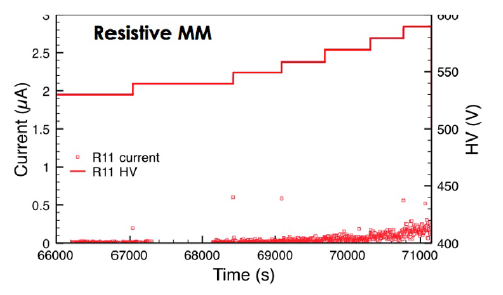 3
600
Resistive MM
2.5
550
2
Current (µA)
1.5
500
HV (V)
R11 current
1
R11 HV
450
0.5
0
400
66000 67000 68000 69000 70000 71000
Time (s)